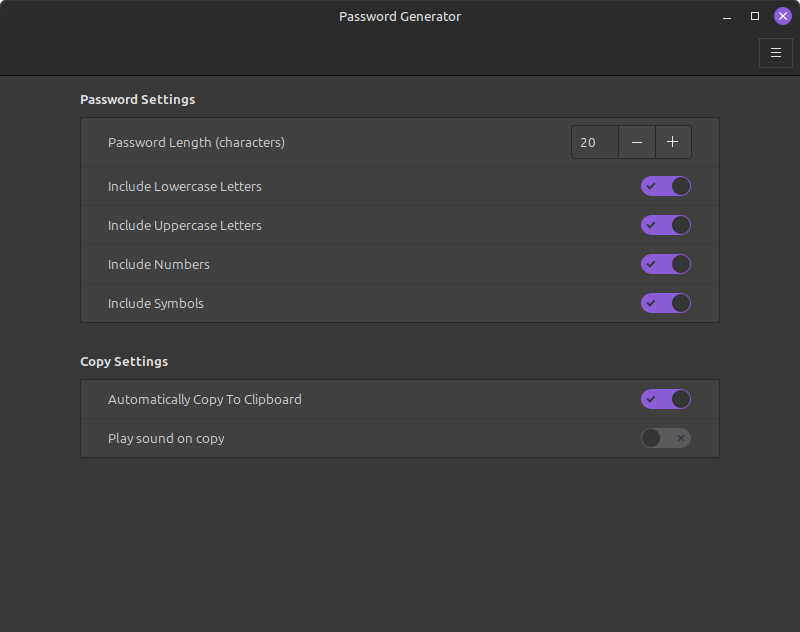 Password Generator
Password Settings
Password Length (characters)
20
Include Lowercase Letters
Include Uppercase Letters
Include Numbers
Include Symbols
Copy Settings
Automatically Copy To Clipboard
Play sound on copy